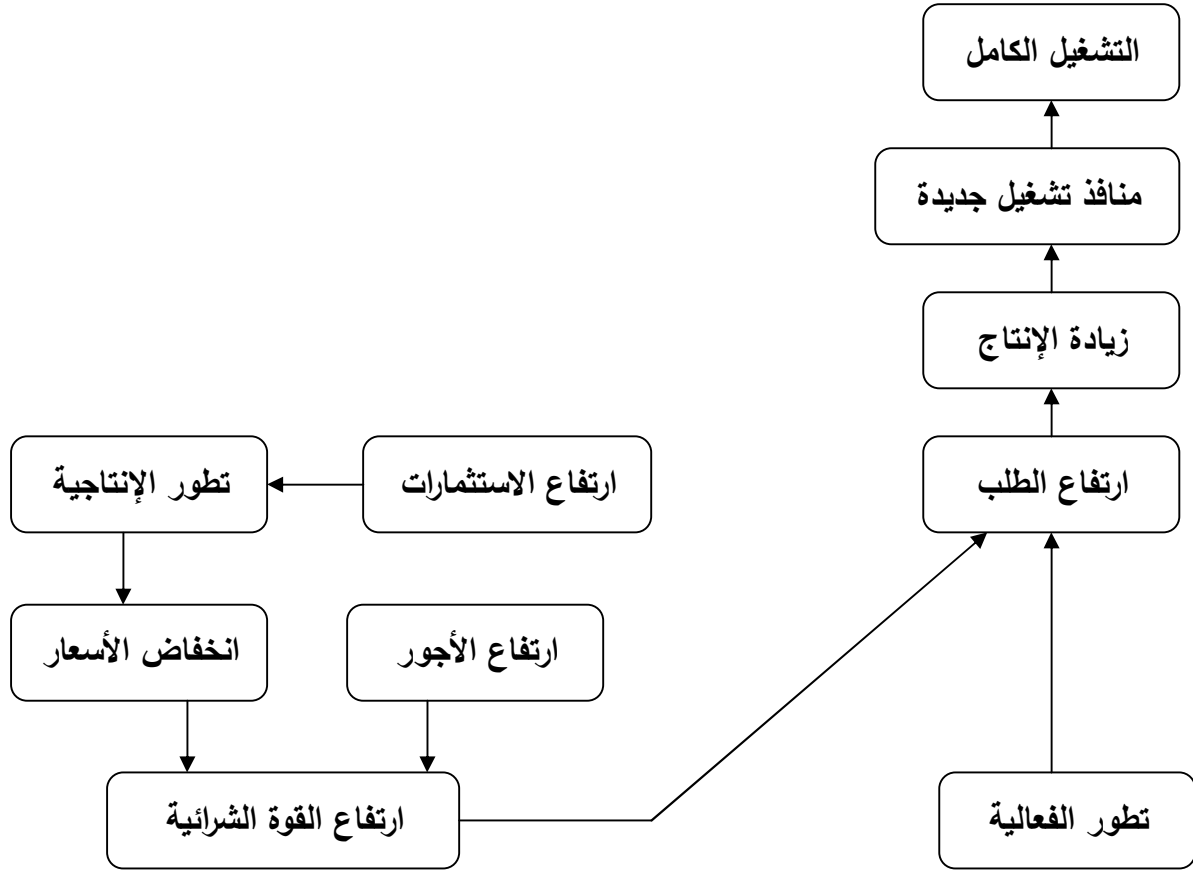 التشغيل الكامل
منافذ تشغيل جديدة
زيادة الإنتاج
ارتفاع الطلب
ارتفاع الاستثمارات
تطور الإنتاجية
ارتفاع الأجور
انخفاض الأسعار
تطور الفعالية
ارتفاع القوة الشرائية